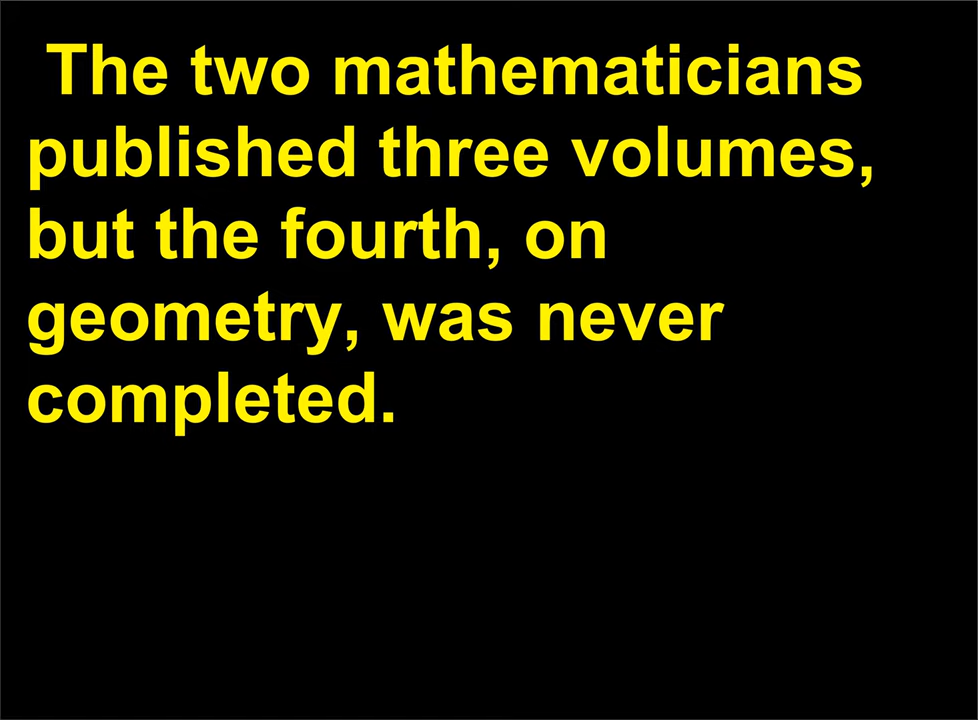 The two mathematicians
published three volumes,
but the fourth, on
geometry, was never
completed.